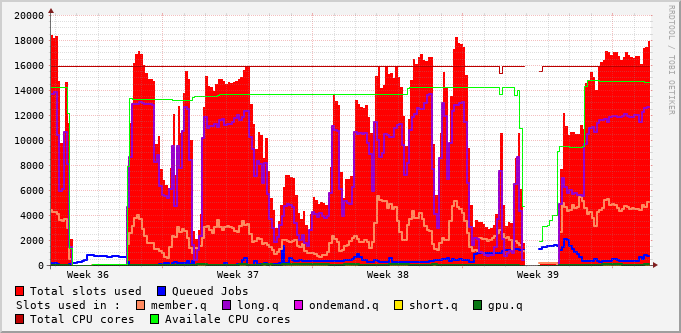 20000
18000
16000
14000
12000
10000
8000
6000
4000
2000
0
Week 36 Week 37 Week 38 Week 39
RRDTOOL / TOBI OETIKER
Total slots used Queued Jobs
Slots used in : member.q long.q ondemand.q short.q gpu.q
Total CPU cores Availale CPU cores